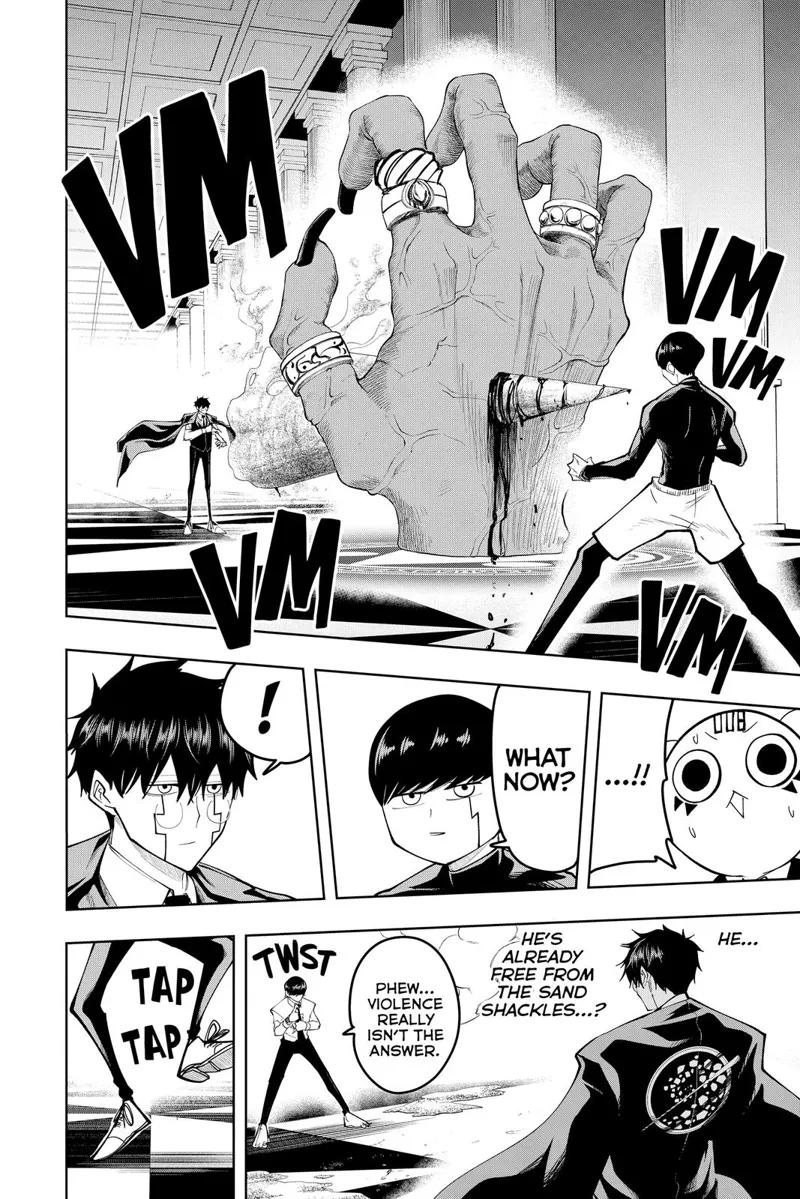 VM
VM
VM
VM
VM
...!!
WHAT
NOW?
!
HE...
HE'S
ALREADY
FREE FROM
THE SAND
SHACKLES...?
PHEW...
VIOLENCE
REALLY
ISN'T THE
ANSWER.
TWST
TAP
TAP